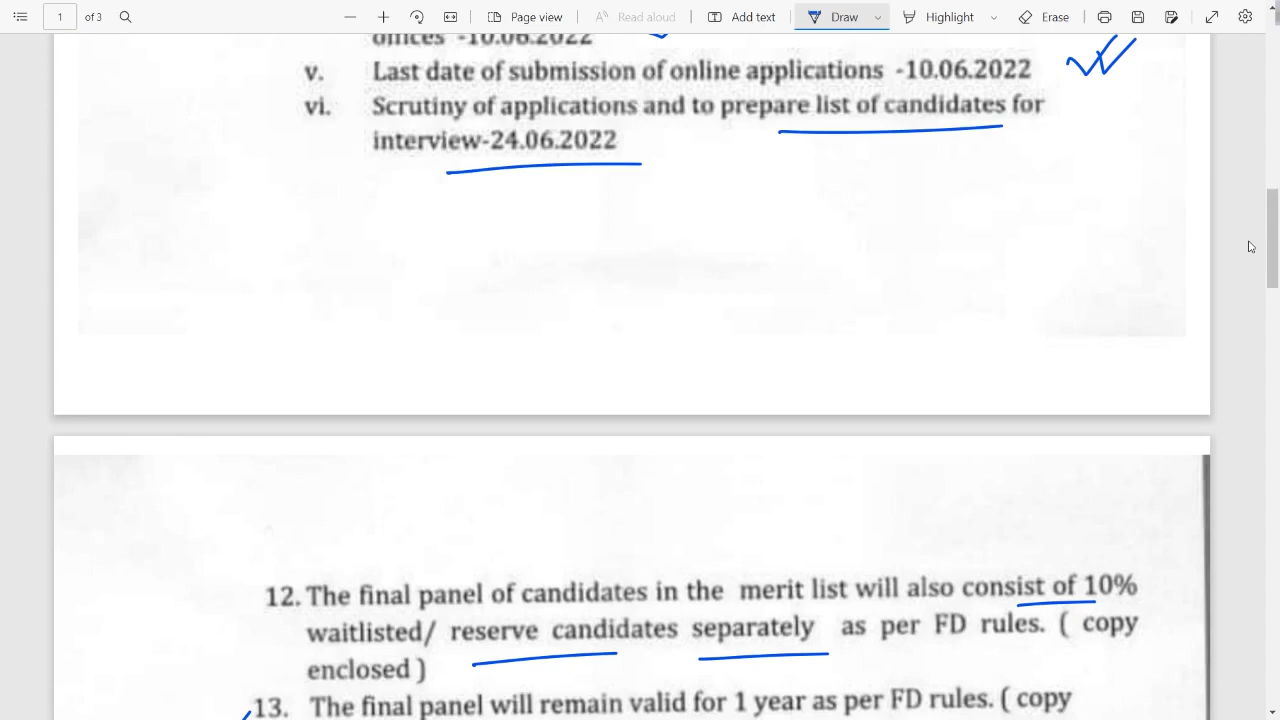 1 of 3 Page view Read aloud Add text Draw Highlight Erase
offices -10.06.2022
v. Last date of submission of online applications -10.06.2022
vi. Scrutiny of applications and to prepare list of candidates for
interview-24.06.2022
12. The final panel of candidates in the merit list will also consist of 10%
waitlisted/ reserve candidates separately as per FD rules. ( copy
enclosed )
13. The final panel will remain valid for 1 year as per FD rules. ( copy